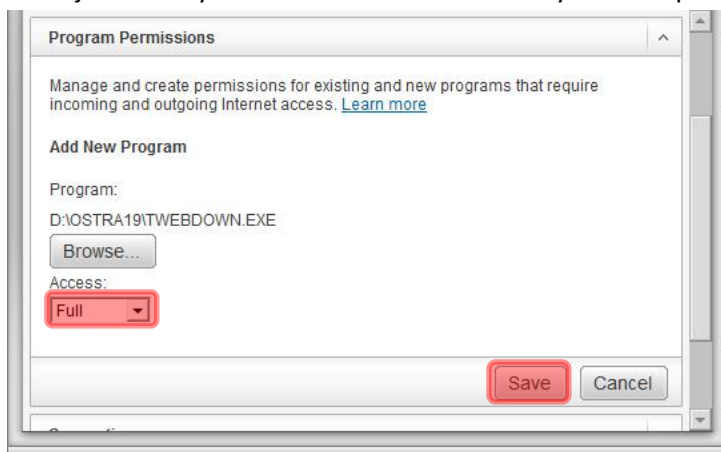 Program Permissions
Manage and create permissions for existing and new programs that require
incoming and outgoing Internet access. Learn more
Add New Program
Program:
D:\OSTRA19\TWEBDOWN.EXE
Browse...
Access:
Full
Save Cancel